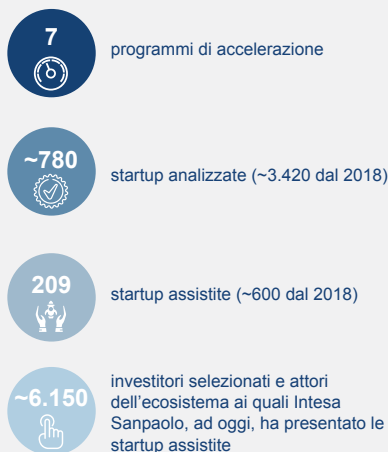 7
programmi di accelerazione
~780
startup analizzate (~3.420 dal 2018)
209
startup assistite (~600 dal 2018)
~6.150
investitori selezionati e attori
dell’ecosistema ai quali Intesa
Sanpaolo, ad oggi, ha presentato le
startup assistite